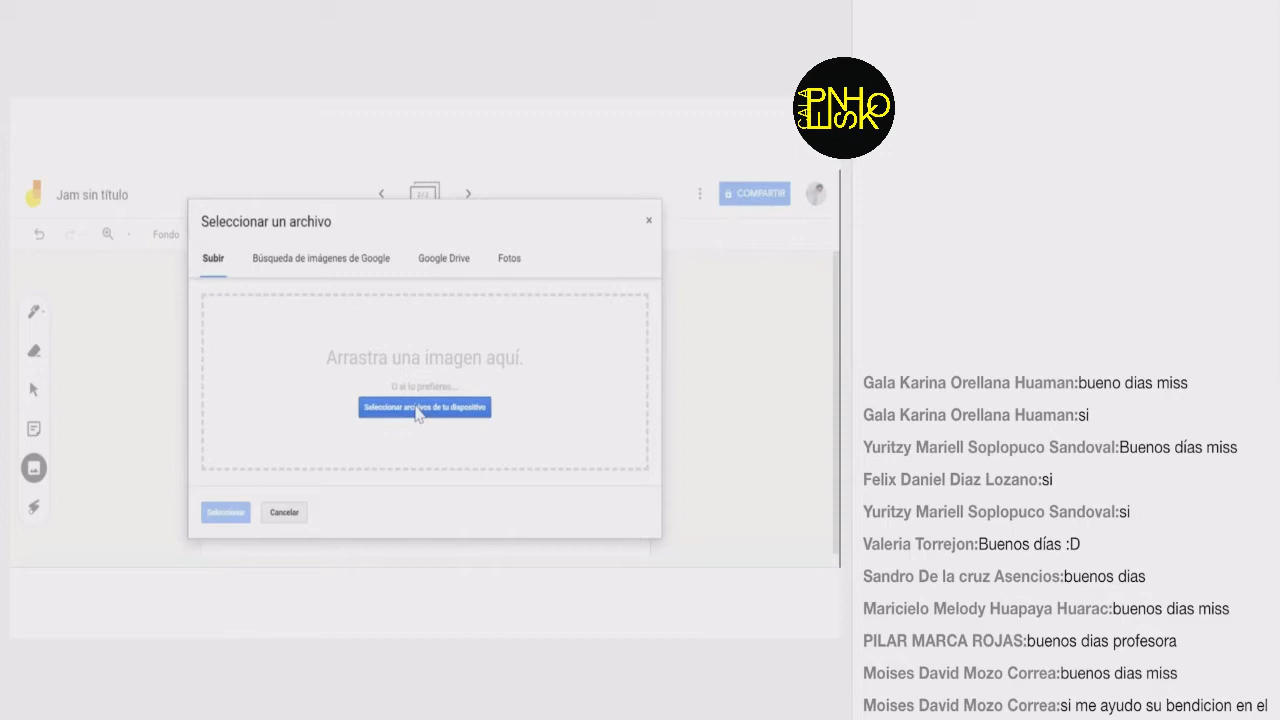 Jam sin título
2/2
COMPARTIR
Fondo
Seleccionar un archivo
×
Subir
Búsqueda de imágenes de Google
Google Drive
Fotos
Arrastra una imagen aquí.
O si lo prefieres...
Seleccionar archivos de tu dispositivo
Seleccionar
Cancelar
Gala Karina Orellana Huaman:bueno dias miss
Gala Karina Orellana Huaman:si
Yuritzy Mariell Soplopuco Sandoval:Buenos días miss
Felix Daniel Diaz Lozano:si
Yuritzy Mariell Soplopuco Sandoval:si
Valeria Torrejon:Buenos días :D
Sandro De la cruz Asencios:buenos dias
Maricielo Melody Huapaya Huarac:buenos dias miss
PILAR MARCA ROJAS:buenos dias profesora
Moises David Mozo Correa:buenos dias miss
Moises David Mozo Correa:si me ayudo su bendicion en el